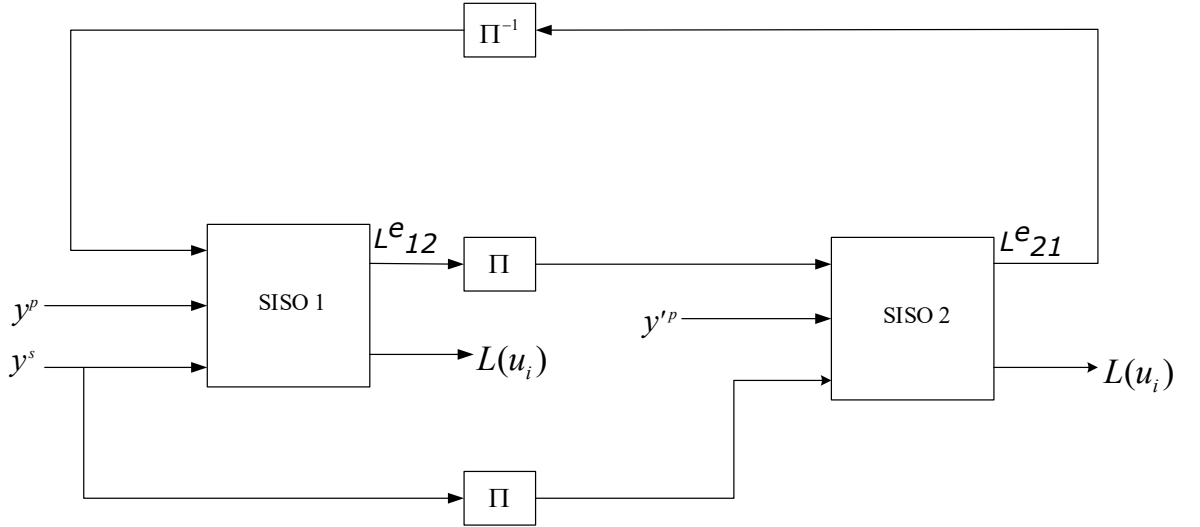 Π⁻¹
Lᵉ₁₂
Π
Lᵉ₂₁
SISO 1
yᵖ
SISO 2
y′ᵖ
yˢ
L(uᵢ)
L(uᵢ)
Π